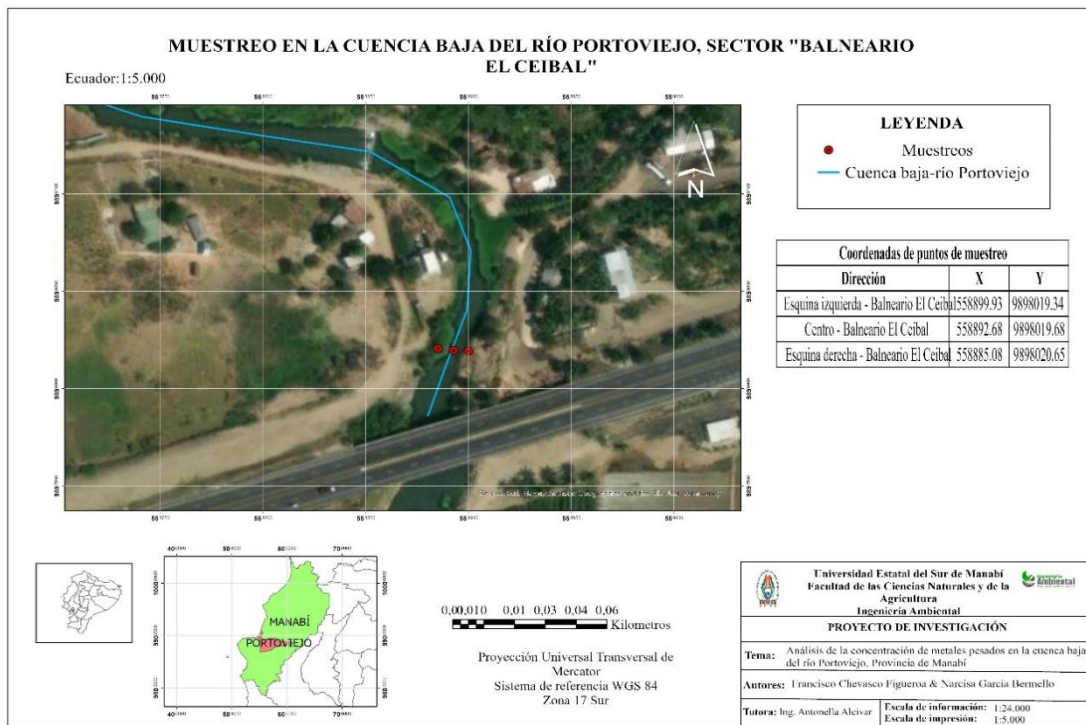 MUESTREO EN LA CUENCIA BAJA DEL RÍO PORTOVIEJO, SECTOR "BALNEARIO
EL CEIBAL"
Ecuador:1:5.000
N
LEYENDA
Muestreos
Cuenca baja-río Portoviejo
Coordenadas de puntos de muestreo
Dirección X Y
Esquina izquierda - Balneario El Ceibal 558899.93 9898019.34
Centro - Balneario El Ceibal 558892.68 9898019.68
Esquina derecha - Balneario El Ceibal 558885.08 9898020.65
MANABÍ
PORTOVIEJO
0,01 0,03 0,04 0,06
Kilometros
Proyección Universal Transversal de
Mercator
Sistema de referencia WGS 84
Zona 17 Sur
Universidad Estatal del Sur de Manabí
Facultad de las Ciencias Naturales y de la
Agricultura
Ingeniería Ambiental
Ambiental
PROYECTO DE INVESTIGACIÓN
Tema: Análisis de la concentración de metales pesados en la cuenca baja
del río Portoviejo, Provincia de Manabí
Autores: Francisco Chevasco Figueroa & Narcisa García Bermello
Tutora: Ing. Antonella Alcivar
Escala de información: 1:24.000
Escala de impresión: 1:5.000